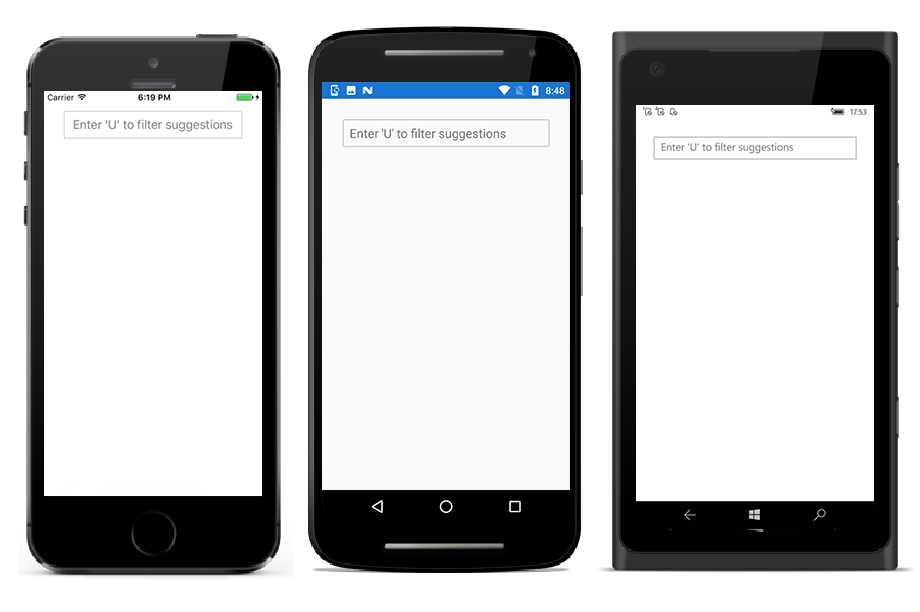 Carrier 6:19 PM
Enter 'U' to filter suggestions
8:48
Enter 'U' to filter suggestions
17:53
Enter 'U' to filter suggestions